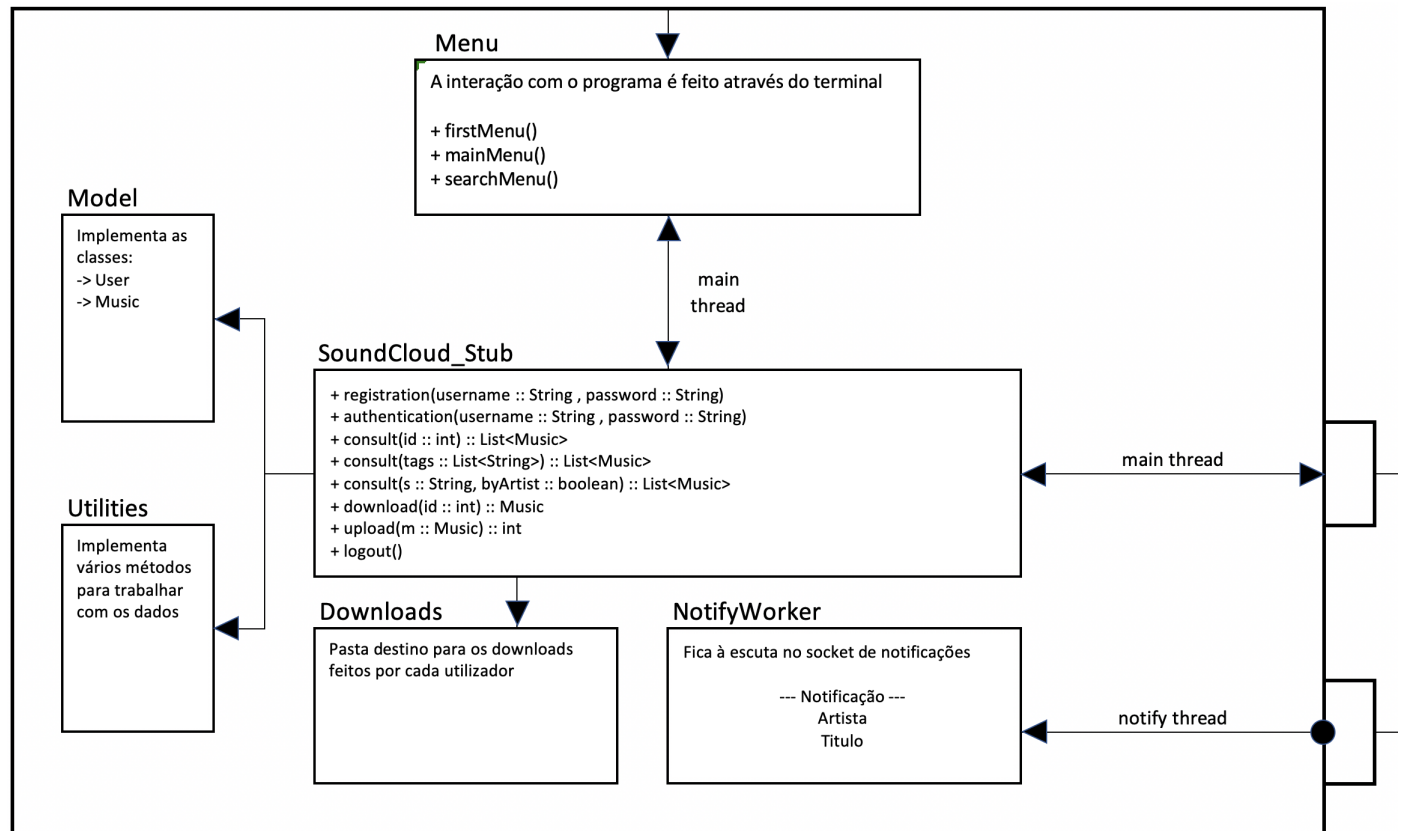 Menu
A interação com o programa é feito através do terminal
+ firstMenu()
+ mainMenu()
+ searchMenu()
Model
Implementa as
classes:
-> User
-> Music
main
thread
SoundCloud_Stub
+ registration(username :: String , password :: String)
+ authentication(username :: String , password :: String)
+ consult(id :: int) :: List<Music>
+ consult(tags :: List<String>) :: List<Music>
+ consult(s :: String, byArtist :: boolean) :: List<Music>
+ download(id :: int) :: Music
+ upload(m :: Music) :: int
+ logout()
main thread
Utilities
Implementa
vários métodos
para trabalhar
com os dados
Downloads
Pasta destino para os downloads
feitos por cada utilizador
NotifyWorker
Fica à escuta no socket de notificações
--- Notificação ---
Artista
Titulo
notify thread